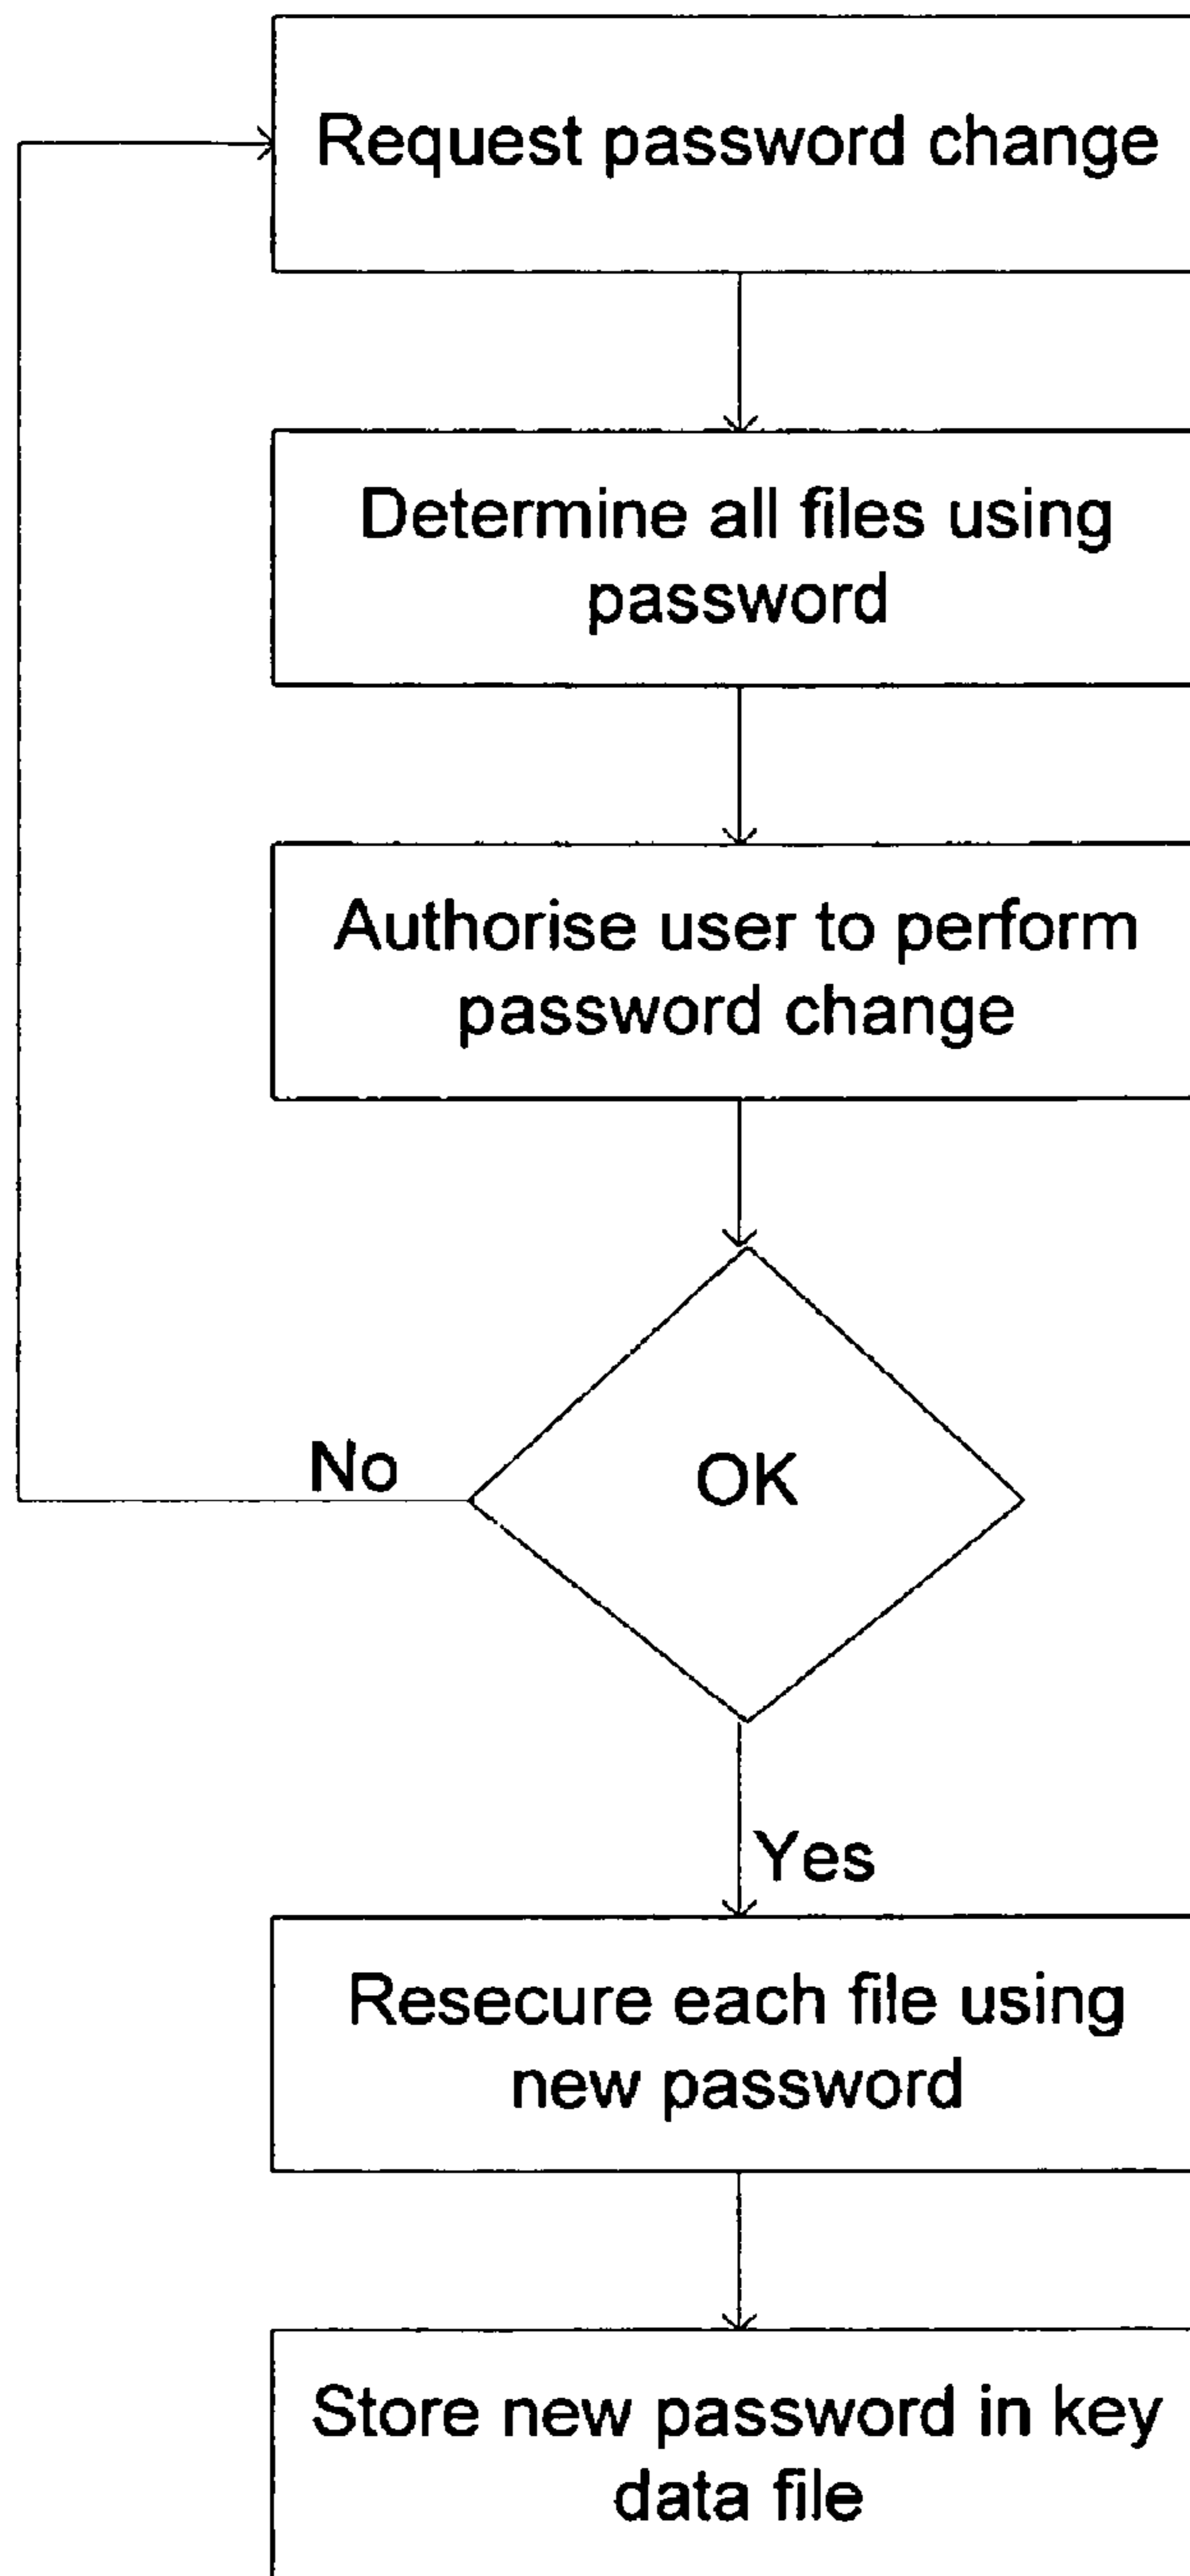 Request password change
Determine all files using
password
Authorise user to perform
password change
OK
No
Yes
Resecure each file using
new password
Store new password in key
data file